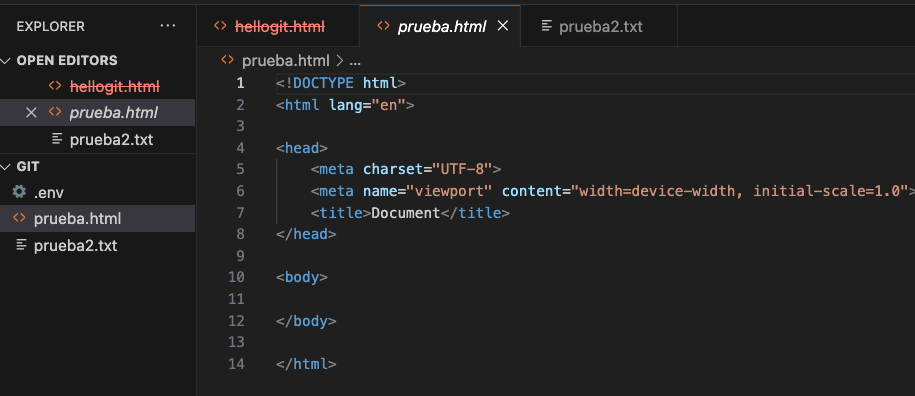 EXPLORER ...
OPEN EDITORS
hellogit.html
prueba.html
prueba2.txt
GIT
.env
prueba.html
prueba2.txt
hellogit.html prueba.html prueba2.txt
prueba.html > ...
1 <!DOCTYPE html>
2 <html lang="en">
3
4 <head>
5     <meta charset="UTF-8">
6     <meta name="viewport" content="width=device-width, initial-scale=1.0">
7     <title>Document</title>
8 </head>
9
10 <body>
11
12 </body>
13
14 </html>